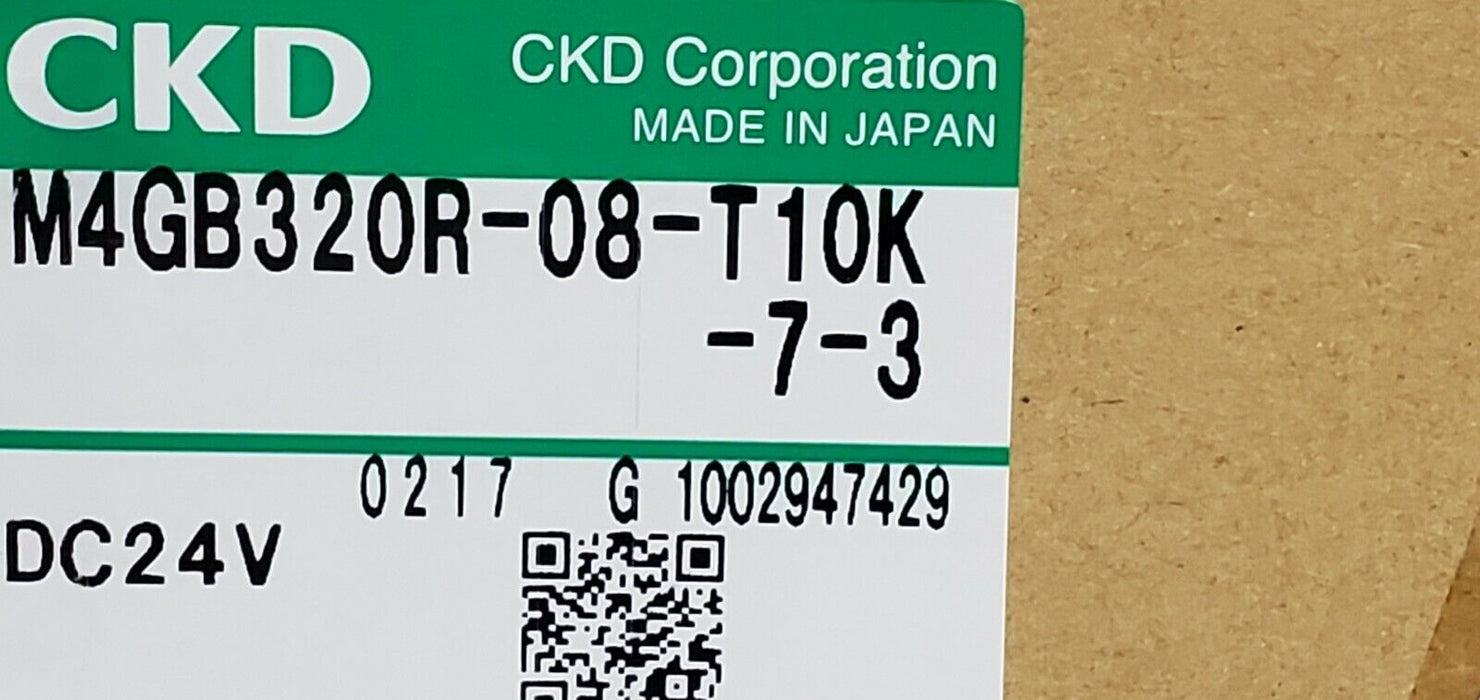 CKD
CKD Corporation
MADE IN JAPAN
M4GB320R-08-T10K
-7-3
0217 G 1002947429
DC24V